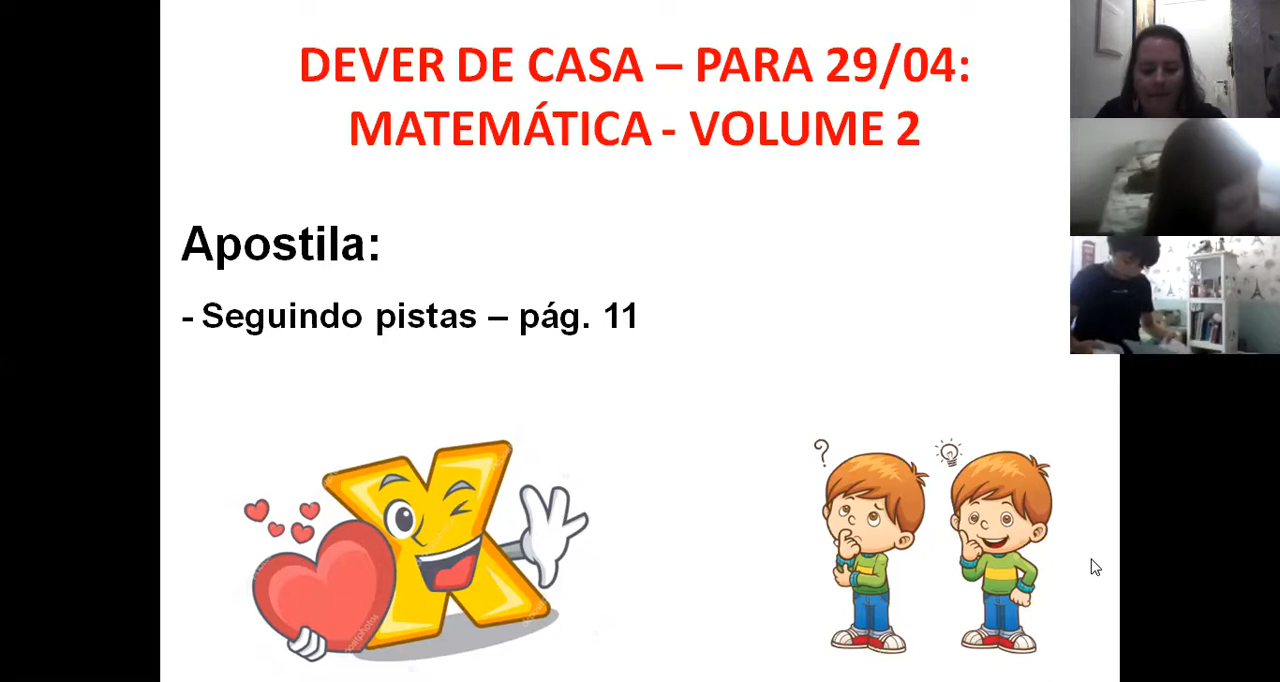 DEVER DE CASA – PARA 29/04:
MATEMÁTICA - VOLUME 2
Apostila:
- Seguindo pistas – pág. 11
?